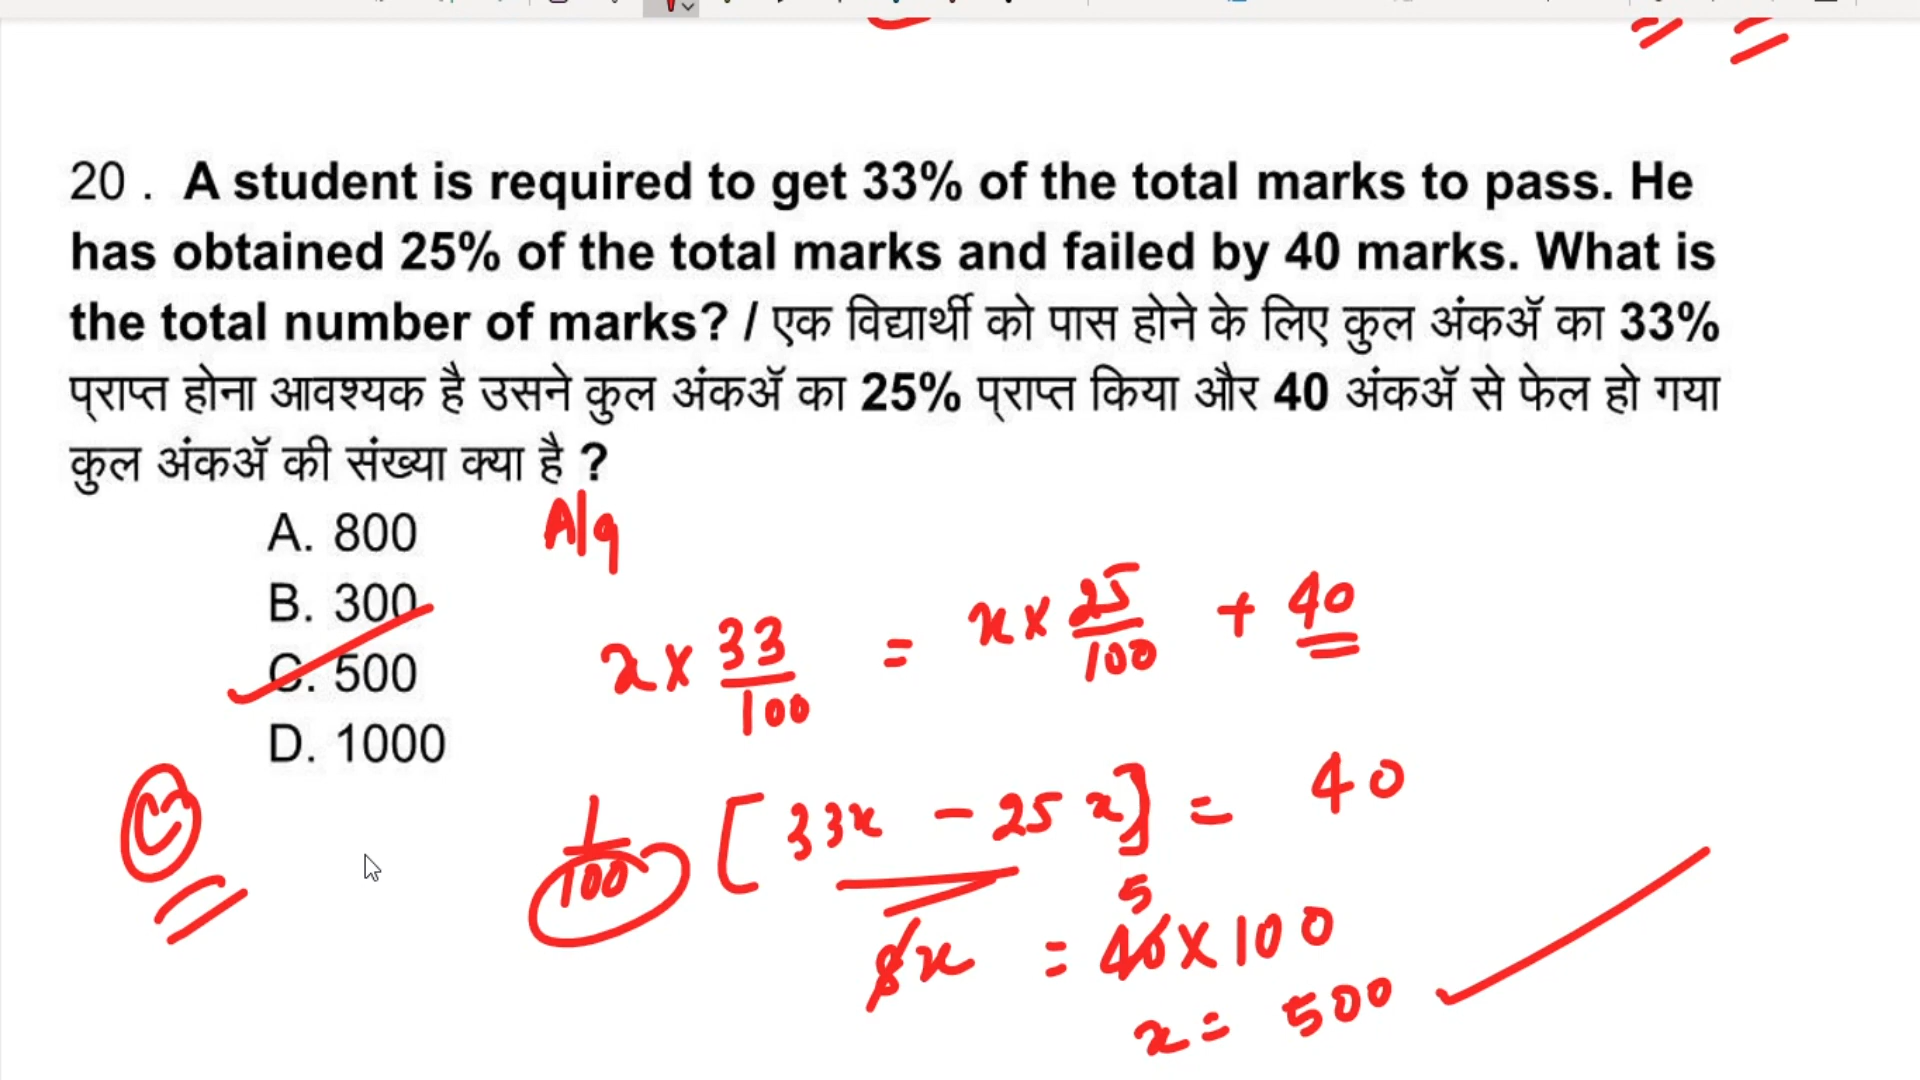 20 . A student is required to get 33% of the total marks to pass. He
has obtained 25% of the total marks and failed by 40 marks. What is
the total number of marks? / एक विद्यार्थी को पास होने के लिए कुल अंकअॅ का 33%
प्राप्त होना आवश्यक है उसने कुल अंकअॅ का 25% प्राप्त किया और 40 अंकअॅ से फेल हो गया
कुल अंकअॅ की संख्या क्या है ?
A. 800
B. 300
C. 500
D. 1000
A/q
x × 33/100 = x × 25/100 + 40
1/100 [33x - 25x] = 40
8x = 40 × 100
5
x = 500
C